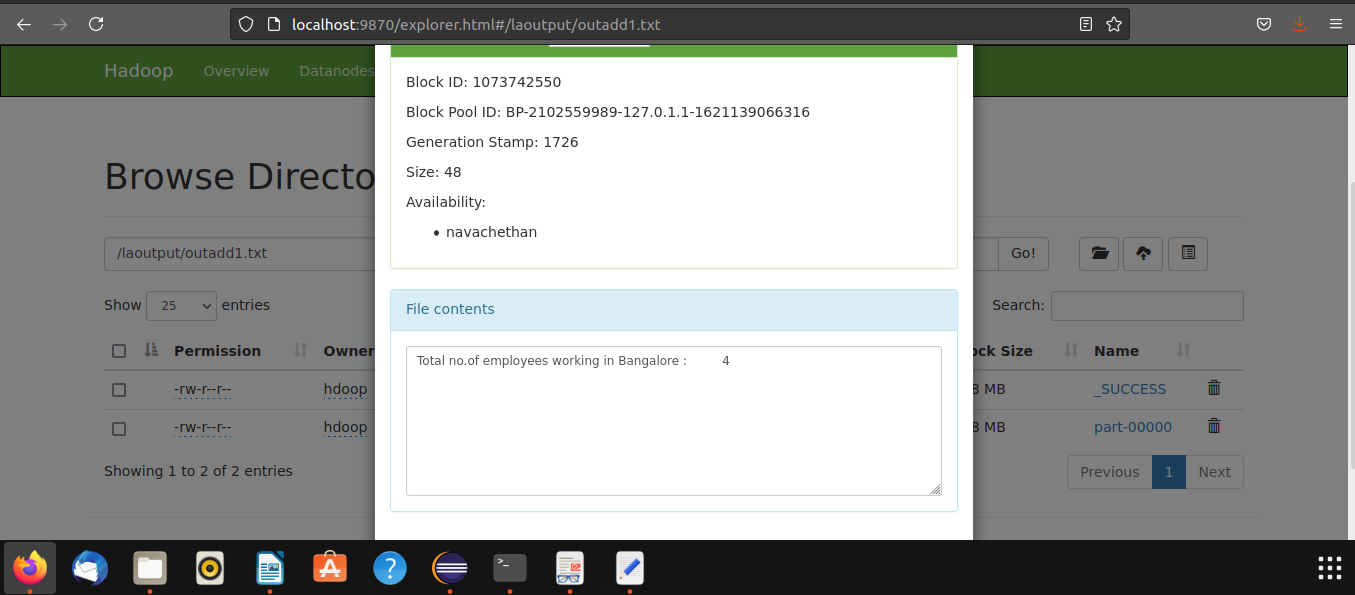 localhost:9870/explorer.html#/laoutput/outadd1.txt
Hadoop Overview Datanodes
Block ID: 1073742550
Block Pool ID: BP-2102559989-127.0.1.1-1621139066316
Generation Stamp: 1726
Size: 48
Availability:
navachethan
Browse Directo
/laoutput/outadd1.txt Go!
Show 25 entries Search:
File contents
Total no.of employees working in Bangalore : 4
Permission Owner ock Size Name
-rw-r--r-- hdoop 8 MB _SUCCESS
-rw-r--r-- hdoop 8 MB part-00000
Showing 1 to 2 of 2 entries Previous 1 Next